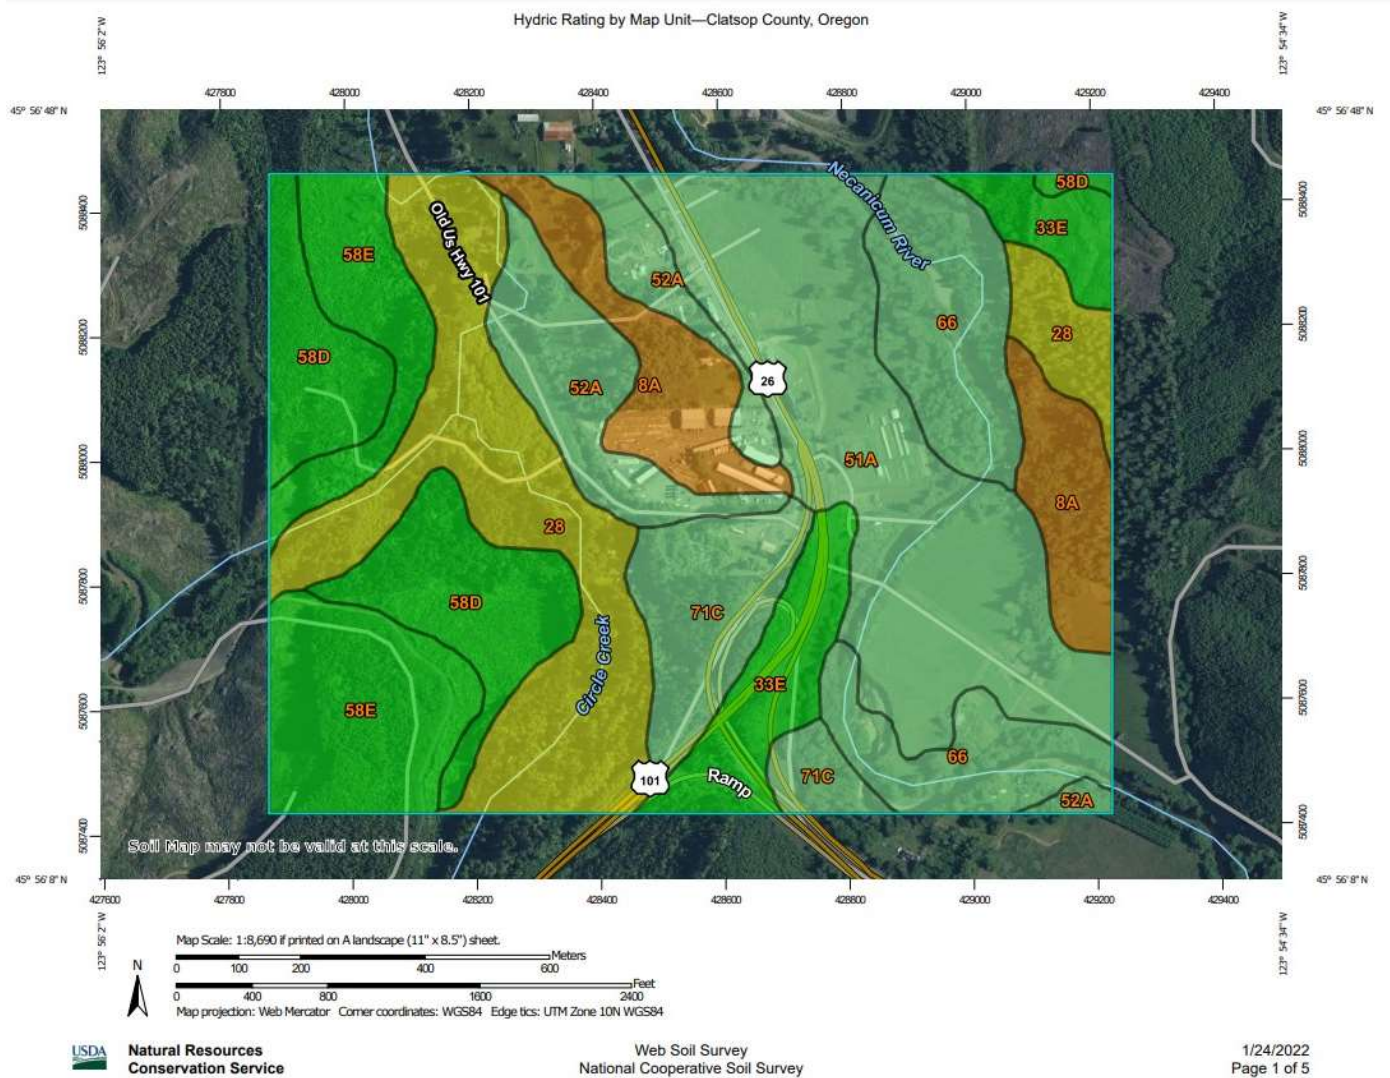 Hydric Rating by Map Unit—Clatsop County, Oregon
123° 56' 2" W
123° 54' 34" W
427800 428000 428200 428400 428600 428800 429000 429200 429400
45° 56' 48" N
45° 56' 48" N
Necanicum River
58D
5088400
5088400
Old Us Hwy 101
33E
58E
52A
66
28
5088200
5088200
58D
26
52A
8A
51A
5088000
5088000
8A
28
5087800
5087800
58D
71C
Circle Creek
33E
5087600
5087600
58E
66
101
Ramp
71C
52A
5087400
5087400
Soil Map may not be valid at this scale.
45° 56' 8" N
45° 56' 8" N
427600 427800 428000 428200 428400 428600 428800 429000 429200 429400
123° 56' 2" W
123° 54' 34" W
Map Scale: 1:8,690 if printed on A landscape (11" x 8.5") sheet.
N
Meters
0 100 200 400 600
Feet
0 400 800 1600 2400
Map projection: Web Mercator Corner coordinates: WGS84 Edge tics: UTM Zone 10N WGS84
USDA
Natural Resources
Conservation Service
Web Soil Survey
National Cooperative Soil Survey
1/24/2022
Page 1 of 5